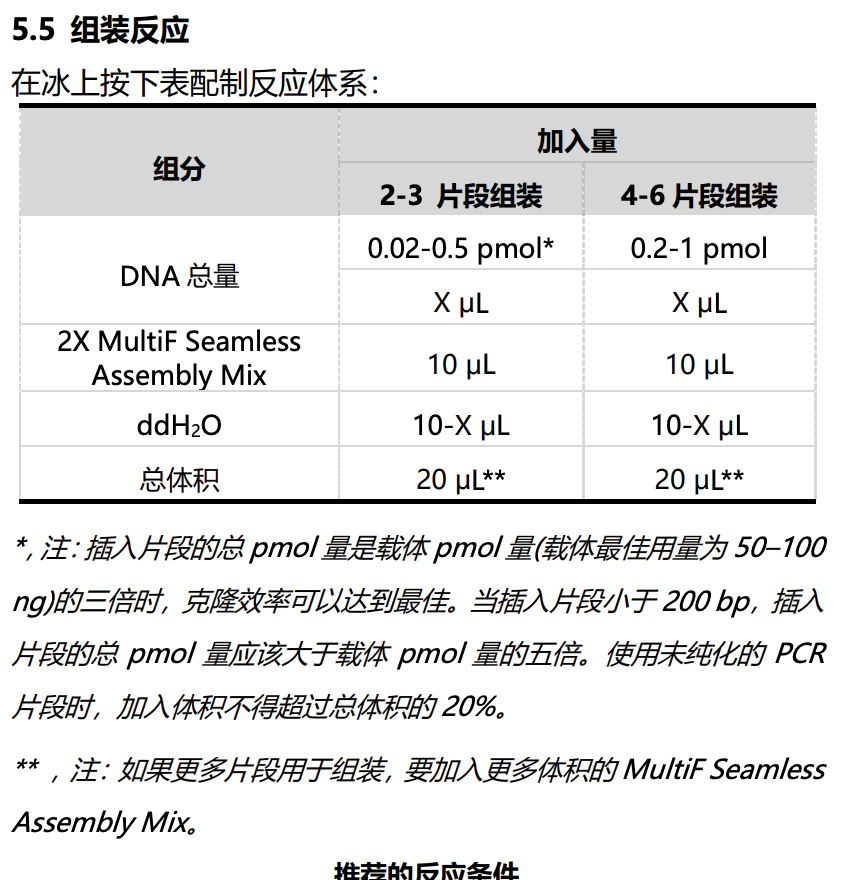 5.5 组装反应
在冰上按下表配制反应体系：
组分
加入量
2-3 片段组装
4-6 片段组装
DNA 总量
0.02-0.5 pmol*
0.2-1 pmol
X μL
X μL
2X MultiF Seamless
Assembly Mix
10 μL
10 μL
ddH₂O
10-X μL
10-X μL
总体积
20 μL**
20 μL**
*, 注：插入片段的总 pmol 量是载体 pmol 量(载体最佳用量为 50–100
ng)的三倍时，克隆效率可以达到最佳。当插入片段小于 200 bp，插入
片段的总 pmol 量应该大于载体 pmol 量的五倍。使用未纯化的 PCR
片段时，加入体积不得超过总体积的 20%。
** ，注：如果更多片段用于组装, 要加入更多体积的 MultiF Seamless
Assembly Mix。
推荐的反应条件